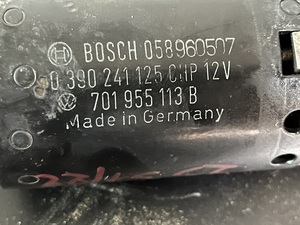 BOSCH 058960507
0 390 241 125 CHP 12V
701 955 113 B
Made in Germany